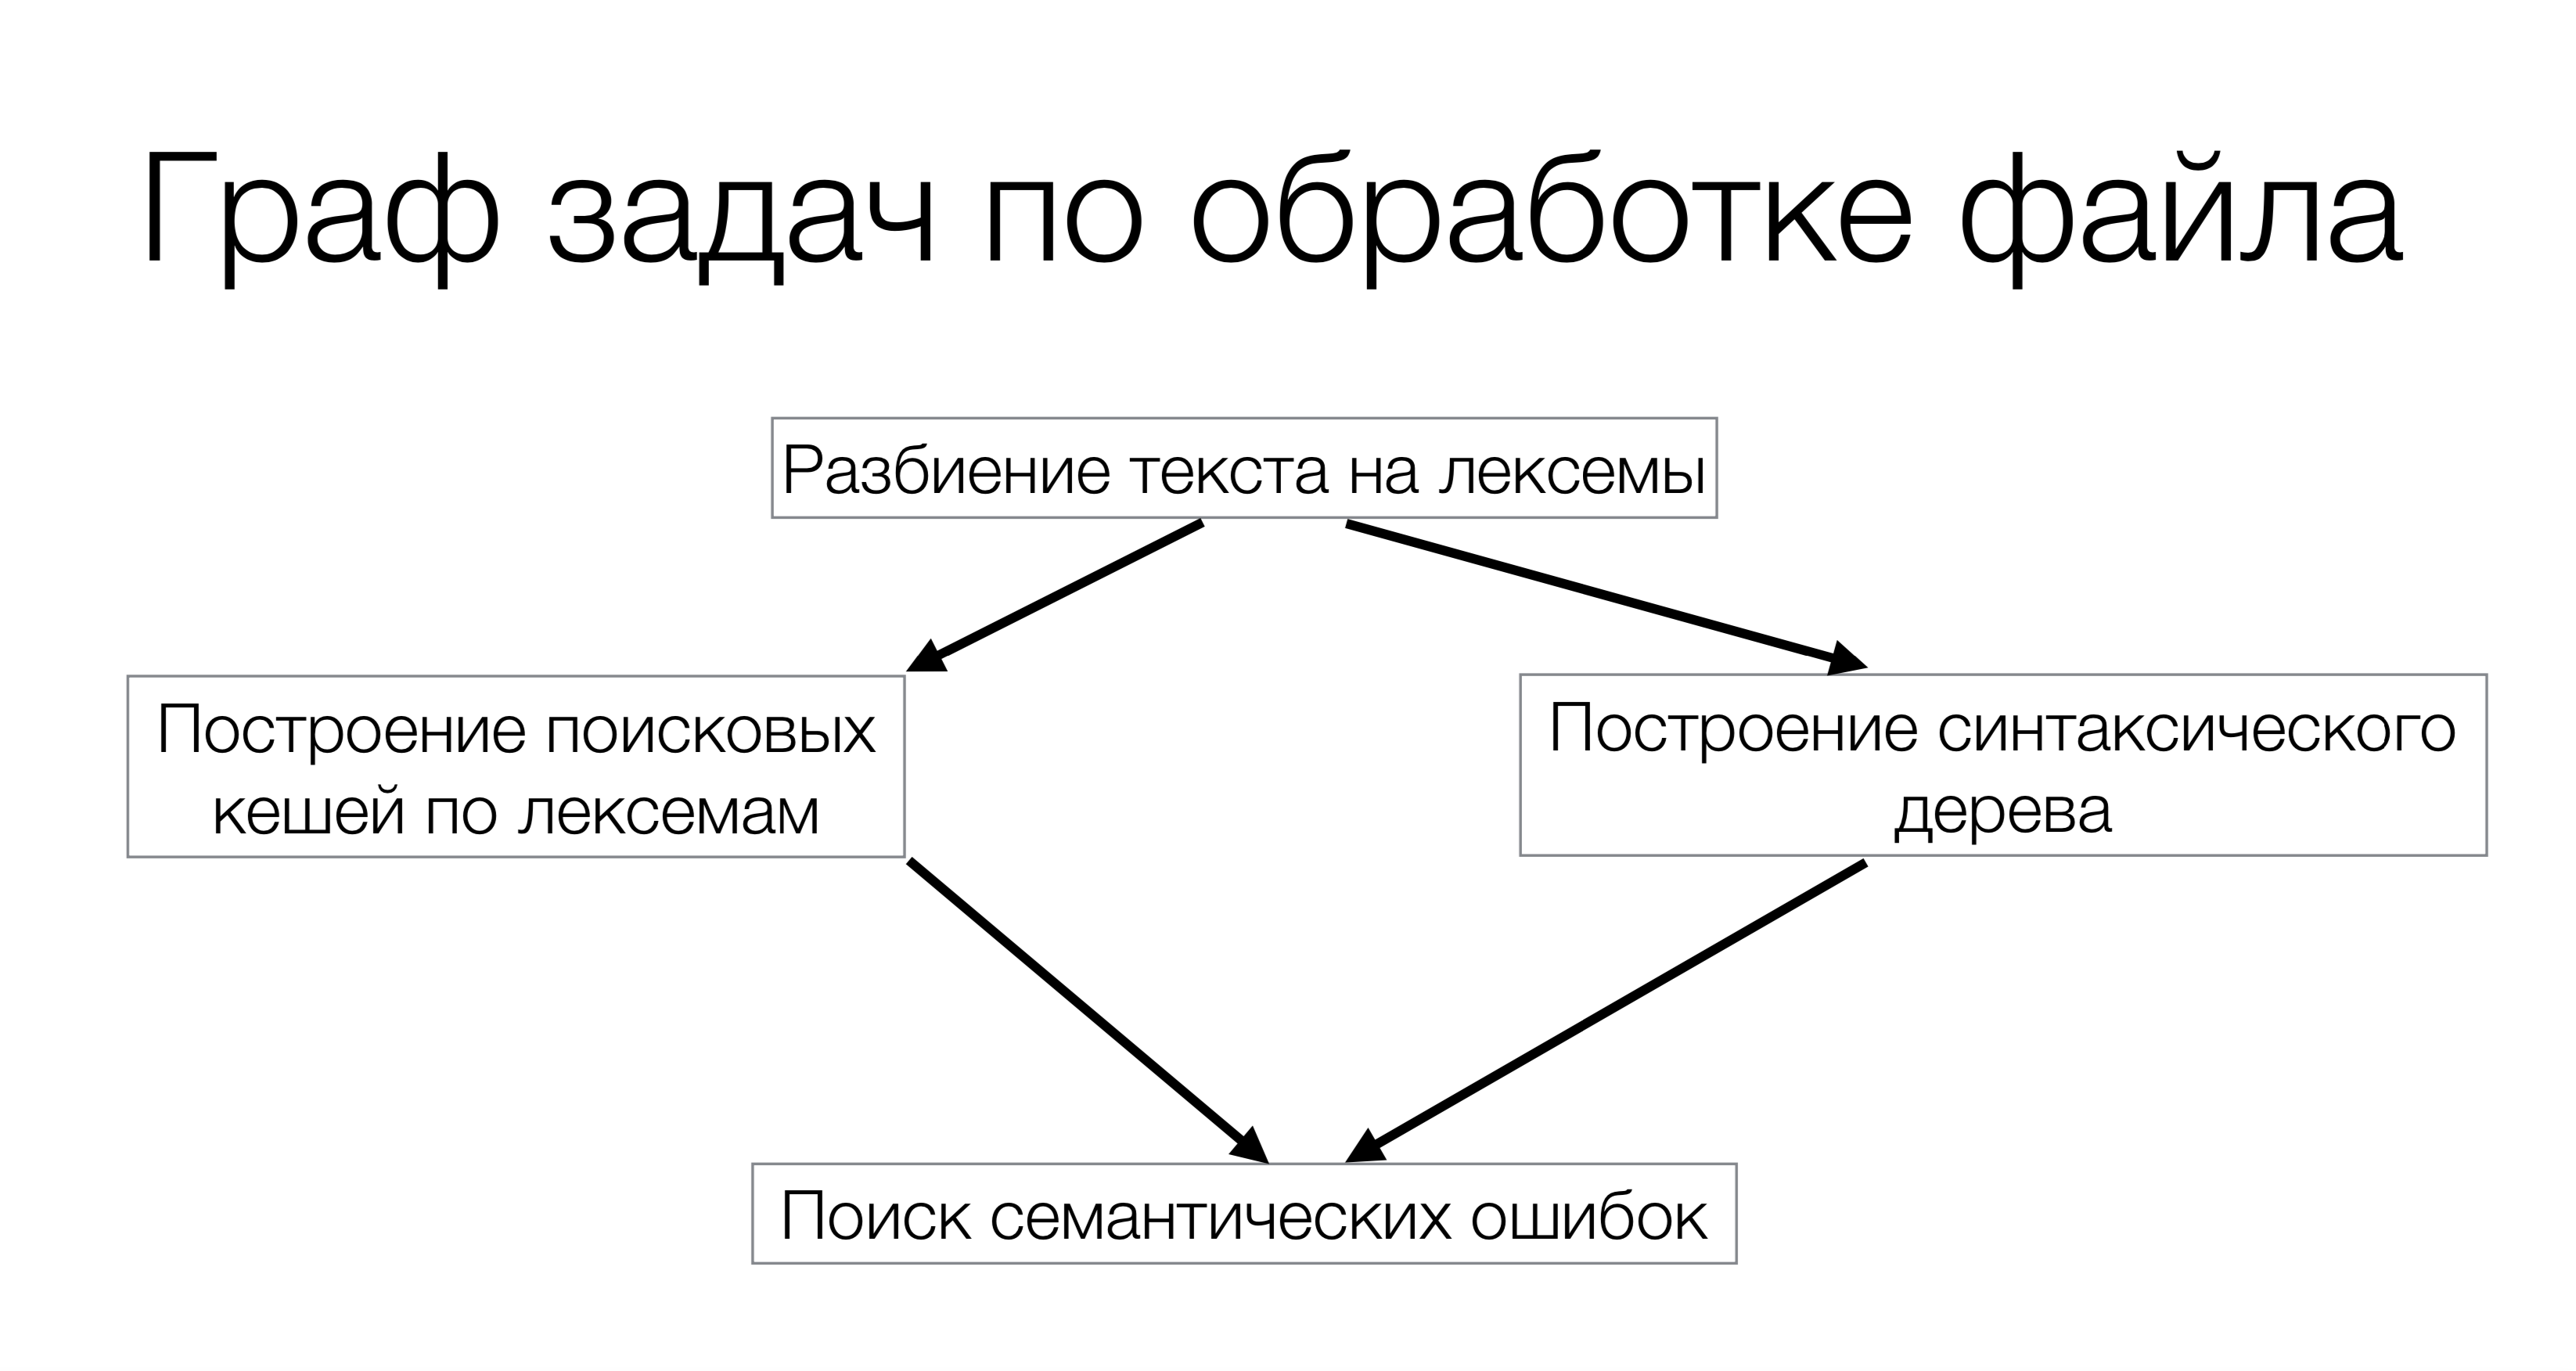 Граф задач по обработке файла
Разбиение текста на лексемы
Построение поисковых
кешей по лексемам
Построение синтаксического
дерева
Поиск семантических ошибок